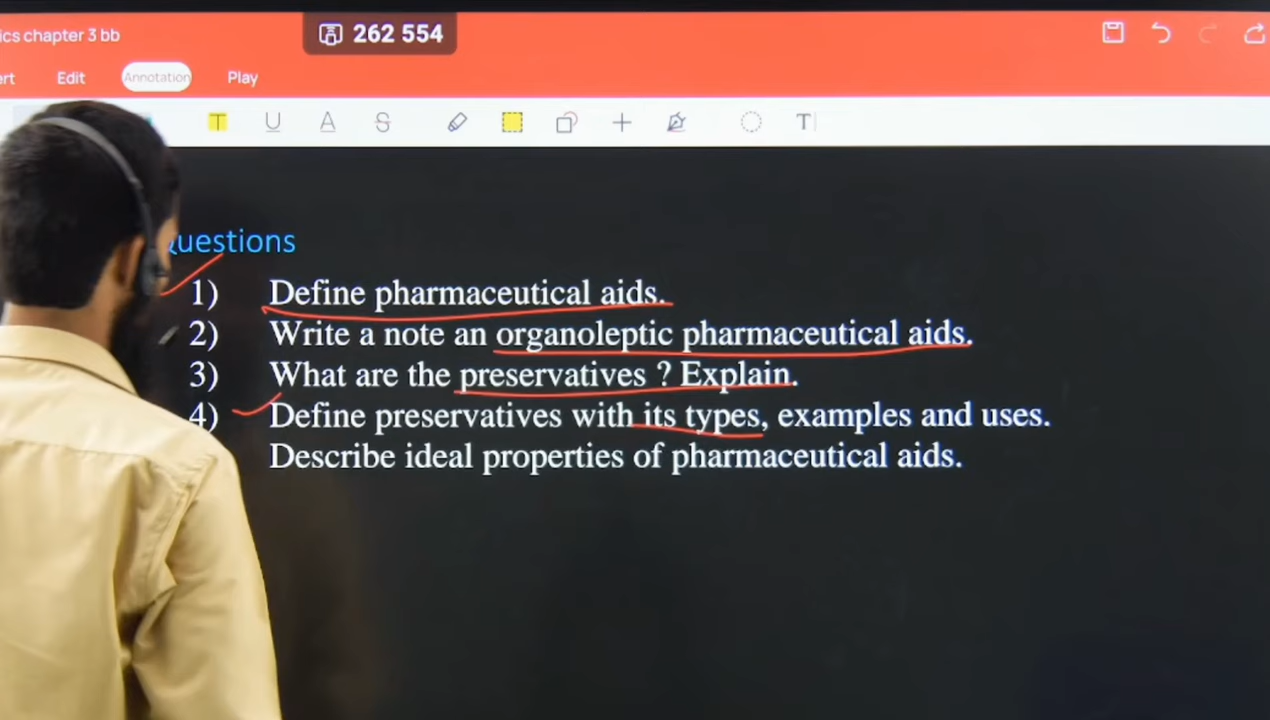 ics chapter 3 bb
262 554
ert Edit Annotation Play
T U A S T
Questions
1) Define pharmaceutical aids.
2) Write a note an organoleptic pharmaceutical aids.
3) What are the preservatives ? Explain.
4) Define preservatives with its types, examples and uses.
Describe ideal properties of pharmaceutical aids.